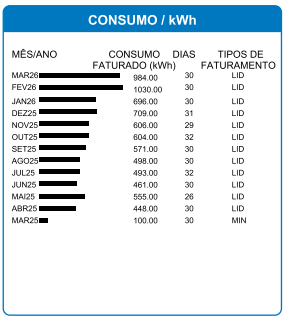 CONSUMO / kWh
MÊS/ANO CONSUMO FATURADO (kWh) DIAS TIPOS DE FATURAMENTO
MAR26 984.00 30 LID
FEV26 1030.00 30 LID
JAN26 696.00 30 LID
DEZ25 709.00 31 LID
NOV25 606.00 29 LID
OUT25 604.00 32 LID
SET25 571.00 30 LID
AGO25 498.00 30 LID
JUL25 493.00 32 LID
JUN25 461.00 30 LID
MAI25 555.00 26 LID
ABR25 448.00 30 LID
MAR25 100.00 30 MIN